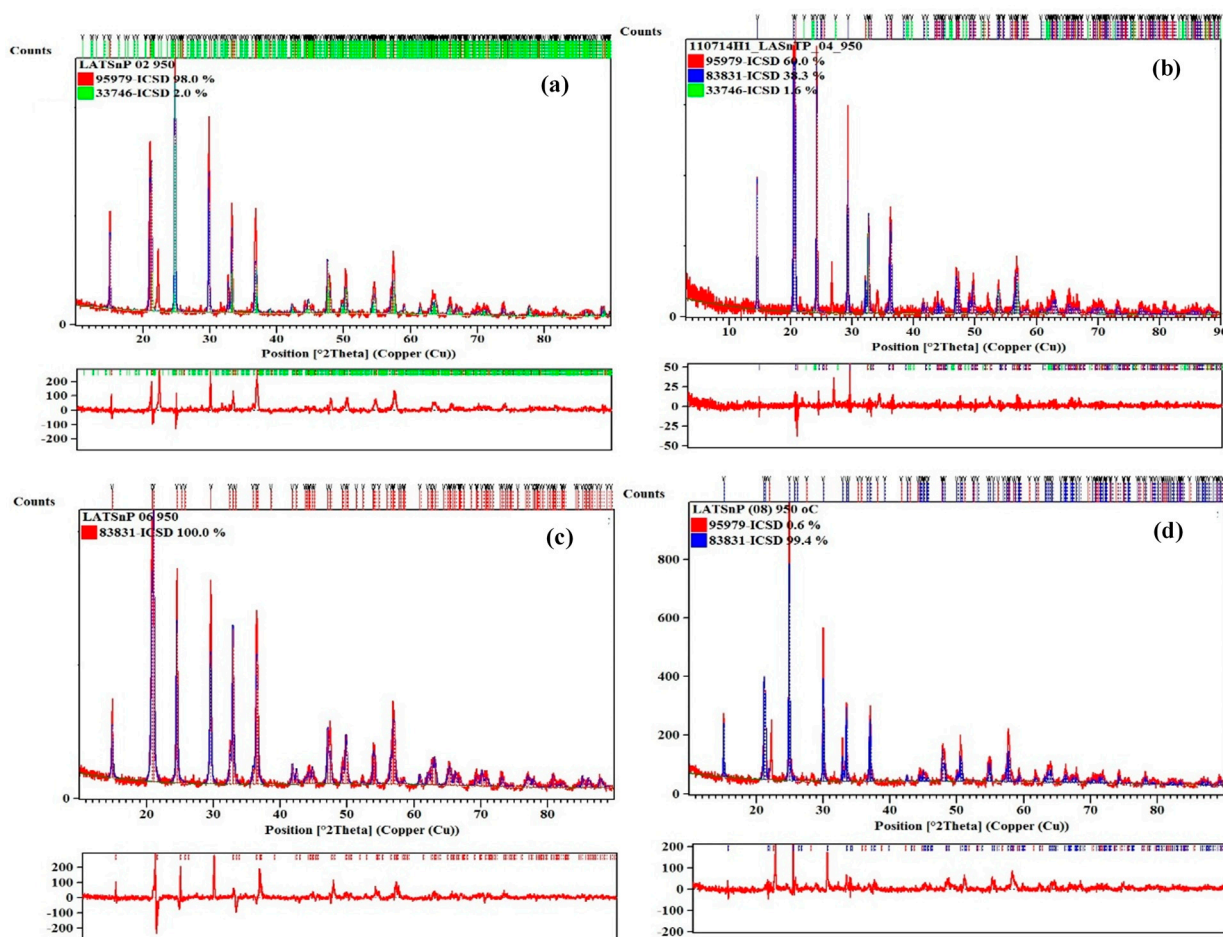 Counts
LATSnP 02 950
95979-ICSD 98.0 %
33746-ICSD 2.0 %
(a)
0
20 30 40 50 60 70 80
Position [°2Theta] (Copper (Cu))
200
100
0
-100
-200
Counts
110714H1_LASnTP_04_950
95979-ICSD 60.0 %
83831-ICSD 38.3 %
33746-ICSD 1.6 %
(b)
0
10 20 30 40 50 60 70 80 90
Position [°2Theta] (Copper (Cu))
50
25
0
-25
-50
Counts
LATSnP 06 950
83831-ICSD 100.0 %
(c)
0
20 30 40 50 60 70 80
Position [°2Theta] (Copper (Cu))
200
100
0
-100
-200
Counts
LATSnP (08) 950 oC
95979-ICSD 0.6 %
83831-ICSD 99.4 %
(d)
800
600
400
200
0
20 30 40 50 60 70 80
Position [°2Theta] (Copper (Cu))
200
100
0
-100
-200